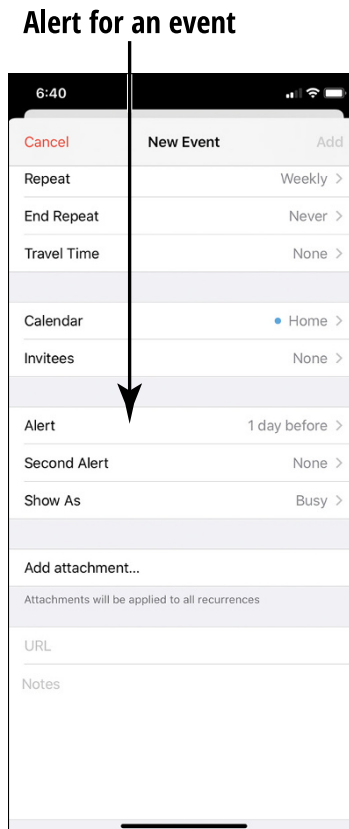 Alert for an event
6:40
Cancel New Event Add
Repeat Weekly >
End Repeat Never >
Travel Time None >
Calendar • Home >
Invitees None >
Alert 1 day before >
Second Alert None >
Show As Busy >
Add attachment...
Attachments will be applied to all recurrences
URL
Notes